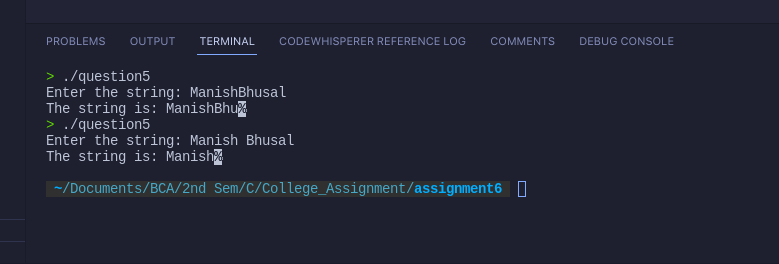 PROBLEMS OUTPUT TERMINAL CODEWHISPERER REFERENCE LOG COMMENTS DEBUG CONSOLE
> ./question5
Enter the string: ManishBhusal
The string is: ManishBhu%
> ./question5
Enter the string: Manish Bhusal
The string is: Manish%
~/Documents/BCA/2nd Sem/C/College_Assignment/assignment6